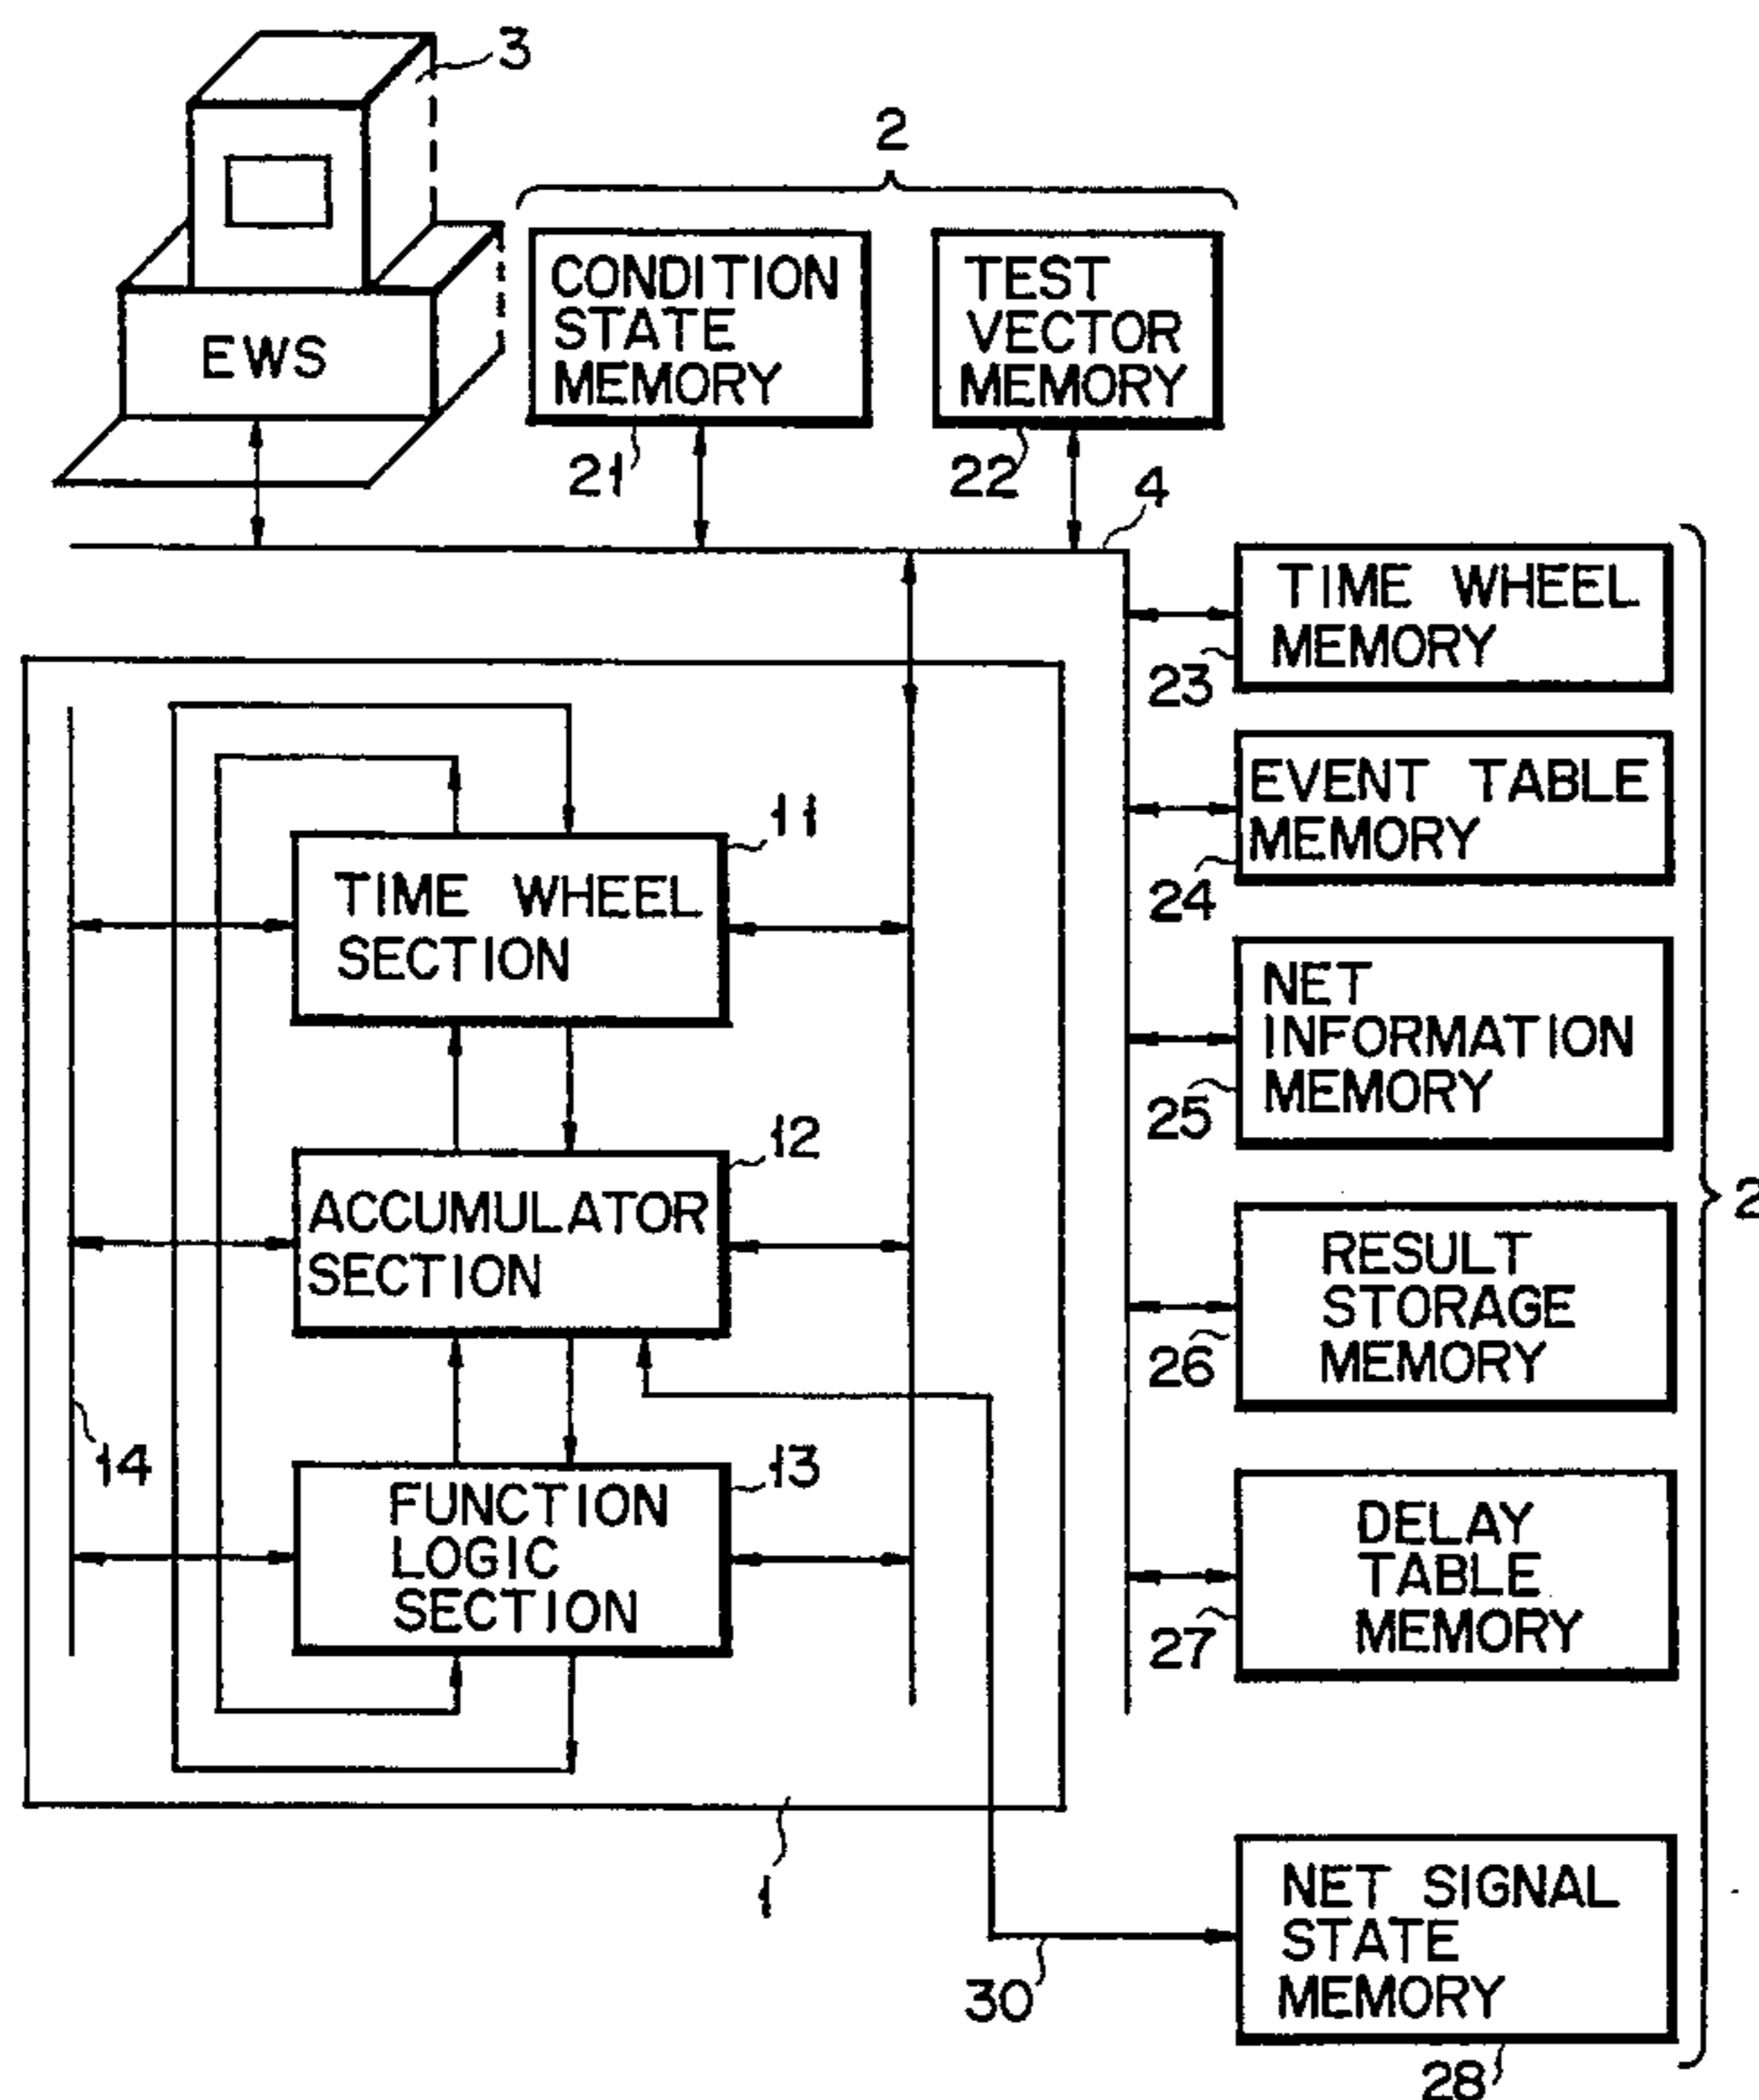 3
2
EWS
CONDITION
STATE
MEMORY
21
TEST
VECTOR
MEMORY
22
4
TIME WHEEL
MEMORY
23
EVENT TABLE
MEMORY
24
NET
INFORMATION
MEMORY
25
RESULT
STORAGE
MEMORY
26
DELAY
TABLE
MEMORY
27
2
11
TIME WHEEL
SECTION
12
ACCUMULATOR
SECTION
14
13
FUNCTION
LOGIC
SECTION
1
30
NET SIGNAL
STATE
MEMORY
28